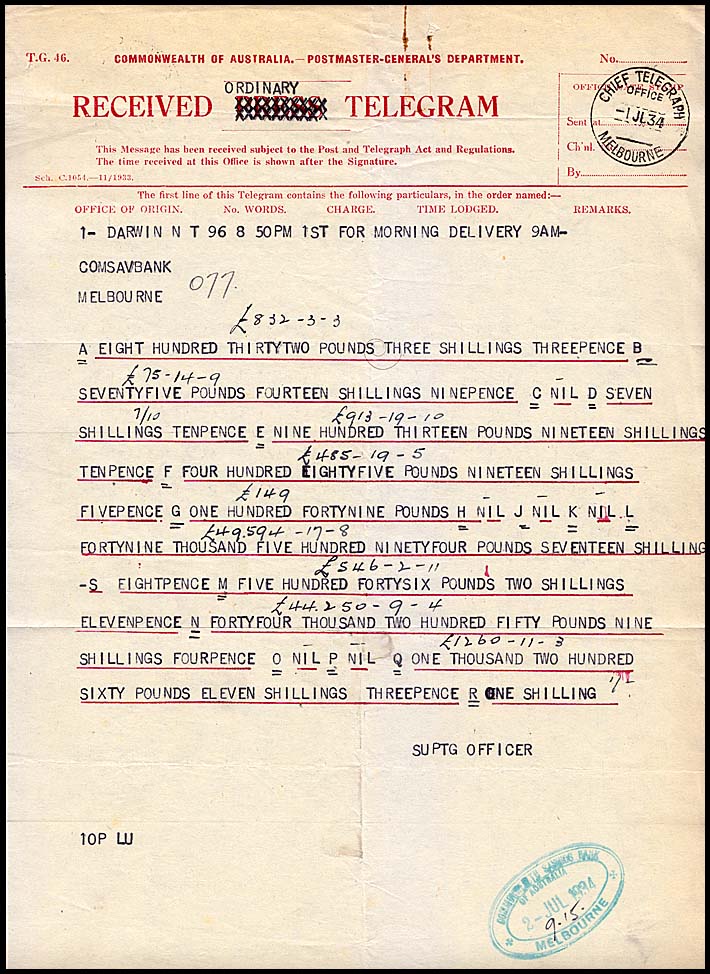 T.G. 46.
COMMONWEALTH OF AUSTRALIA.—POSTMASTER-GENERAL'S DEPARTMENT.
No.
ORDINARY
RECEIVED TELEGRAM
This Message has been received subject to the Post and Telegraph Act and Regulations.
The time received at this Office is shown after the Signature.
Sch. C.1054.—11/1933.
Sent at
Ch'nl.
By
CHIEF TELEGRAPH
OFFICE
-1 JL 34
MELBOURNE
The first line of this Telegram contains the following particulars, in the order named:—
OFFICE OF ORIGIN. No. WORDS. CHARGE. TIME LODGED. REMARKS.
1- DARWIN N T 96 8 50PM 1ST FOR MORNING DELIVERY 9AM-
COMSAVBANK
077.
MELBOURNE
£832-3-3
A EIGHT HUNDRED THIRTYTWO POUNDS THREE SHILLINGS THREEPENCE B
£75-14-9
SEVENTYFIVE POUNDS FOURTEEN SHILLINGS NINEPENCE C NIL D SEVEN
7/10 £913-19-10
SHILLINGS TENPENCE E NINE HUNDRED THIRTEEN POUNDS NINETEEN SHILLINGS
£485-19-5
TENPENCE F FOUR HUNDRED EIGHTYFIVE POUNDS NINETEEN SHILLINGS
£149
FIVEPENCE G ONE HUNDRED FORTYNINE POUNDS H NIL J NIL K NIL L
£49,594-17-8
FORTYNINE THOUSAND FIVE HUNDRED NINETYFOUR POUNDS SEVENTEEN SHILLING
£546-2-11
-S EIGHTPENCE M FIVE HUNDRED FORTYSIX POUNDS TWO SHILLINGS
£44.250-9-4
ELEVENPENCE N FORTYFOUR THOUSAND TWO HUNDRED FIFTY POUNDS NINE
£1260-11-3
SHILLINGS FOURPENCE O NIL P NIL Q ONE THOUSAND TWO HUNDRED
SIXTY POUNDS ELEVEN SHILLINGS THREEPENCE R ONE SHILLING
SUPTG OFFICER
10P LU
SAVINGS BANK
OF AUSTRALIA
2-JUL 1934
9.15.
MELBOURNE